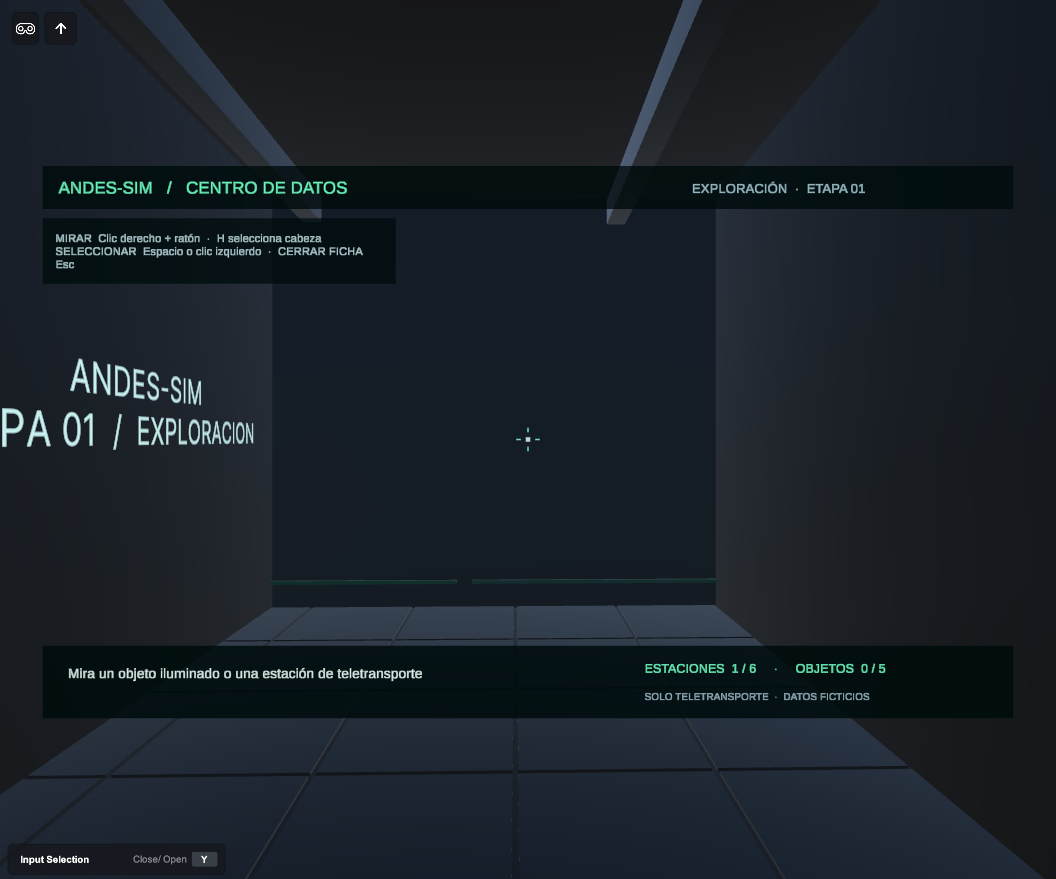 ANDES-SIM / CENTRO DE DATOS
EXPLORACIÓN · ETAPA 01
MIRAR Clic derecho + ratón · H selecciona cabeza
SELECCIONAR Espacio o clic izquierdo · CERRAR FICHA
Esc
ANDES-SIM
PA 01 / EXPLORACION
Mira un objeto iluminado o una estación de teletransporte
ESTACIONES 1 / 6 · OBJETOS 0 / 5
SOLO TELETRANSPORTE · DATOS FICTICIOS
Input Selection Close/ Open Y